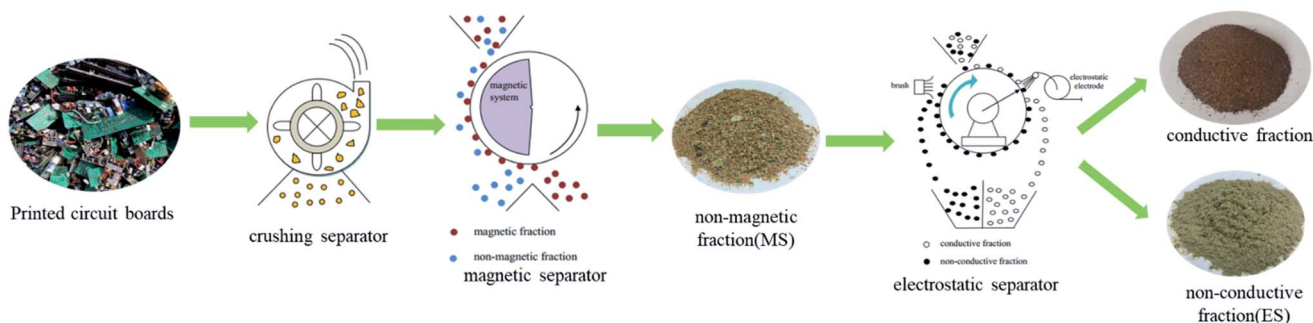 Printed circuit boards
crushing separator
magnetic
system
magnetic fraction
non-magnetic fraction
magnetic separator
non-magnetic
fraction(MS)
brush
electrostatic
electrode
conductive fraction
non-conductive fraction
electrostatic separator
conductive fraction
non-conductive
fraction(ES)